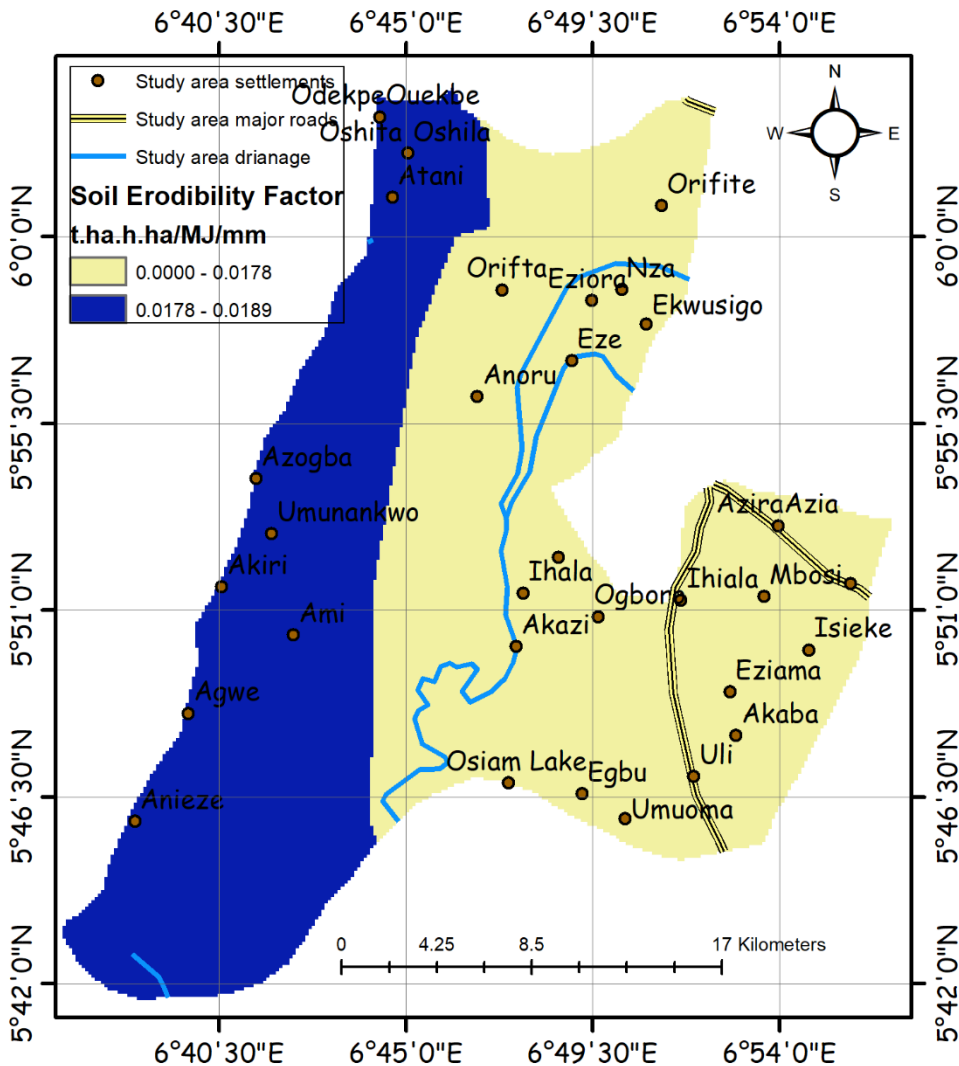 6°40'30"E 6°45'0"E 6°49'30"E 6°54'0"E
Study area settlements
Study area major roads
Study area drianage
Soil Erodibility Factor
t.ha.h.ha/MJ/mm
0.0000 - 0.0178
0.0178 - 0.0189
N
W E
S
OdekpeOuekbe
Oshita Oshila
Atani
Orifite
6°0'0"N 6°0'0"N
Orifta
Eziora
Nza
Ekwusigo
Eze
Anoru
5°55'30"N 5°55'30"N
Azogba
Umunankwo
AziraAzia
Akiri
Ihala
Ogboro
Ihiala
Mbosi
5°51'0"N 5°51'0"N
Ami
Akazi
Isieke
Eziama
Agwe
Akaba
Osiam Lake
Egbu
Uli
5°46'30"N 5°46'30"N
Anieze
Umuoma
0 4.25 8.5 17 Kilometers
5°42'0"N 5°42'0"N
6°40'30"E 6°45'0"E 6°49'30"E 6°54'0"E